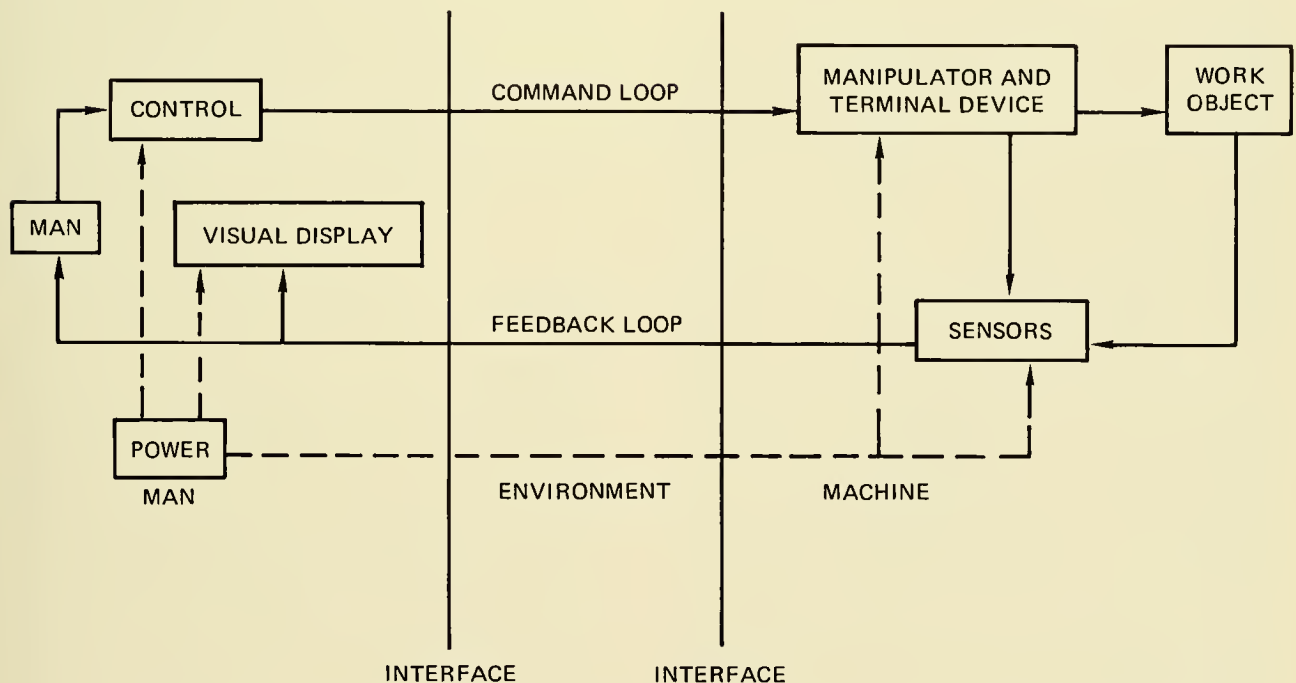 CONTROL
COMMAND LOOP
MANIPULATOR AND
TERMINAL DEVICE
WORK
OBJECT
MAN
VISUAL DISPLAY
FEEDBACK LOOP
SENSORS
POWER
MAN
ENVIRONMENT
MACHINE
INTERFACE
INTERFACE